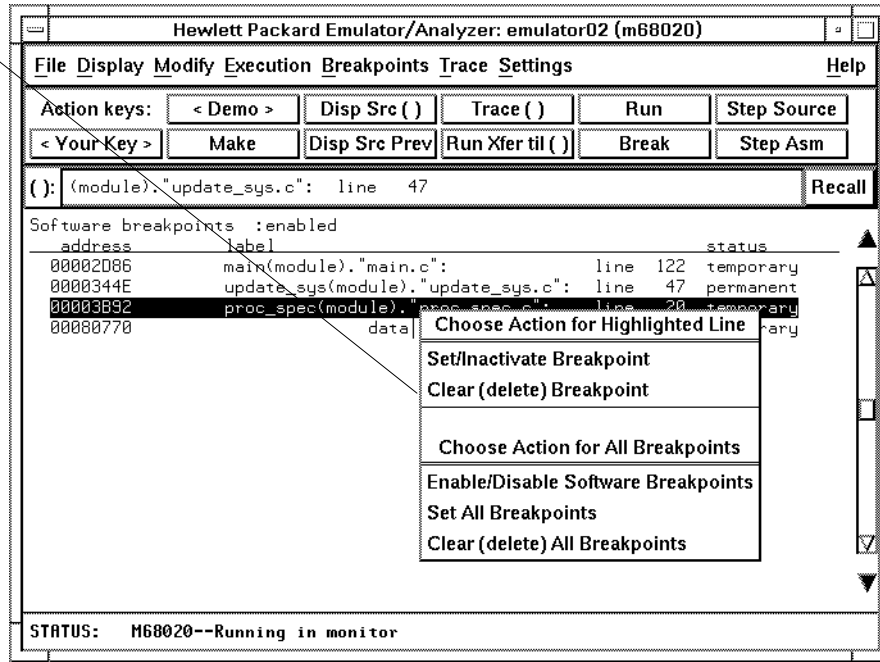 Hewlett Packard Emulator/Analyzer: emulator02 (m68020)
File Display Modify Execution Breakpoints Trace Settings Help
Action keys: < Demo > Disp Src ( ) Trace ( ) Run Step Source
< Your Key > Make Disp Src Prev Run Xfer til ( ) Break Step Asm
( ): (module)."update_sys.c": line 47 Recall
Software breakpoints :enabled
address label status
00002D86 main(module)."main.c": line 122 temporary
0000344E update_sys(module)."update_sys.c": line 47 permanent
00003B92 proc_spec(module)."proc_spec.c": line 20 temporary
00080770 data| rary
Choose Action for Highlighted Line
Set/Inactivate Breakpoint
Clear (delete) Breakpoint
Choose Action for All Breakpoints
Enable/Disable Software Breakpoints
Set All Breakpoints
Clear (delete) All Breakpoints
STATUS: M68020--Running in monitor